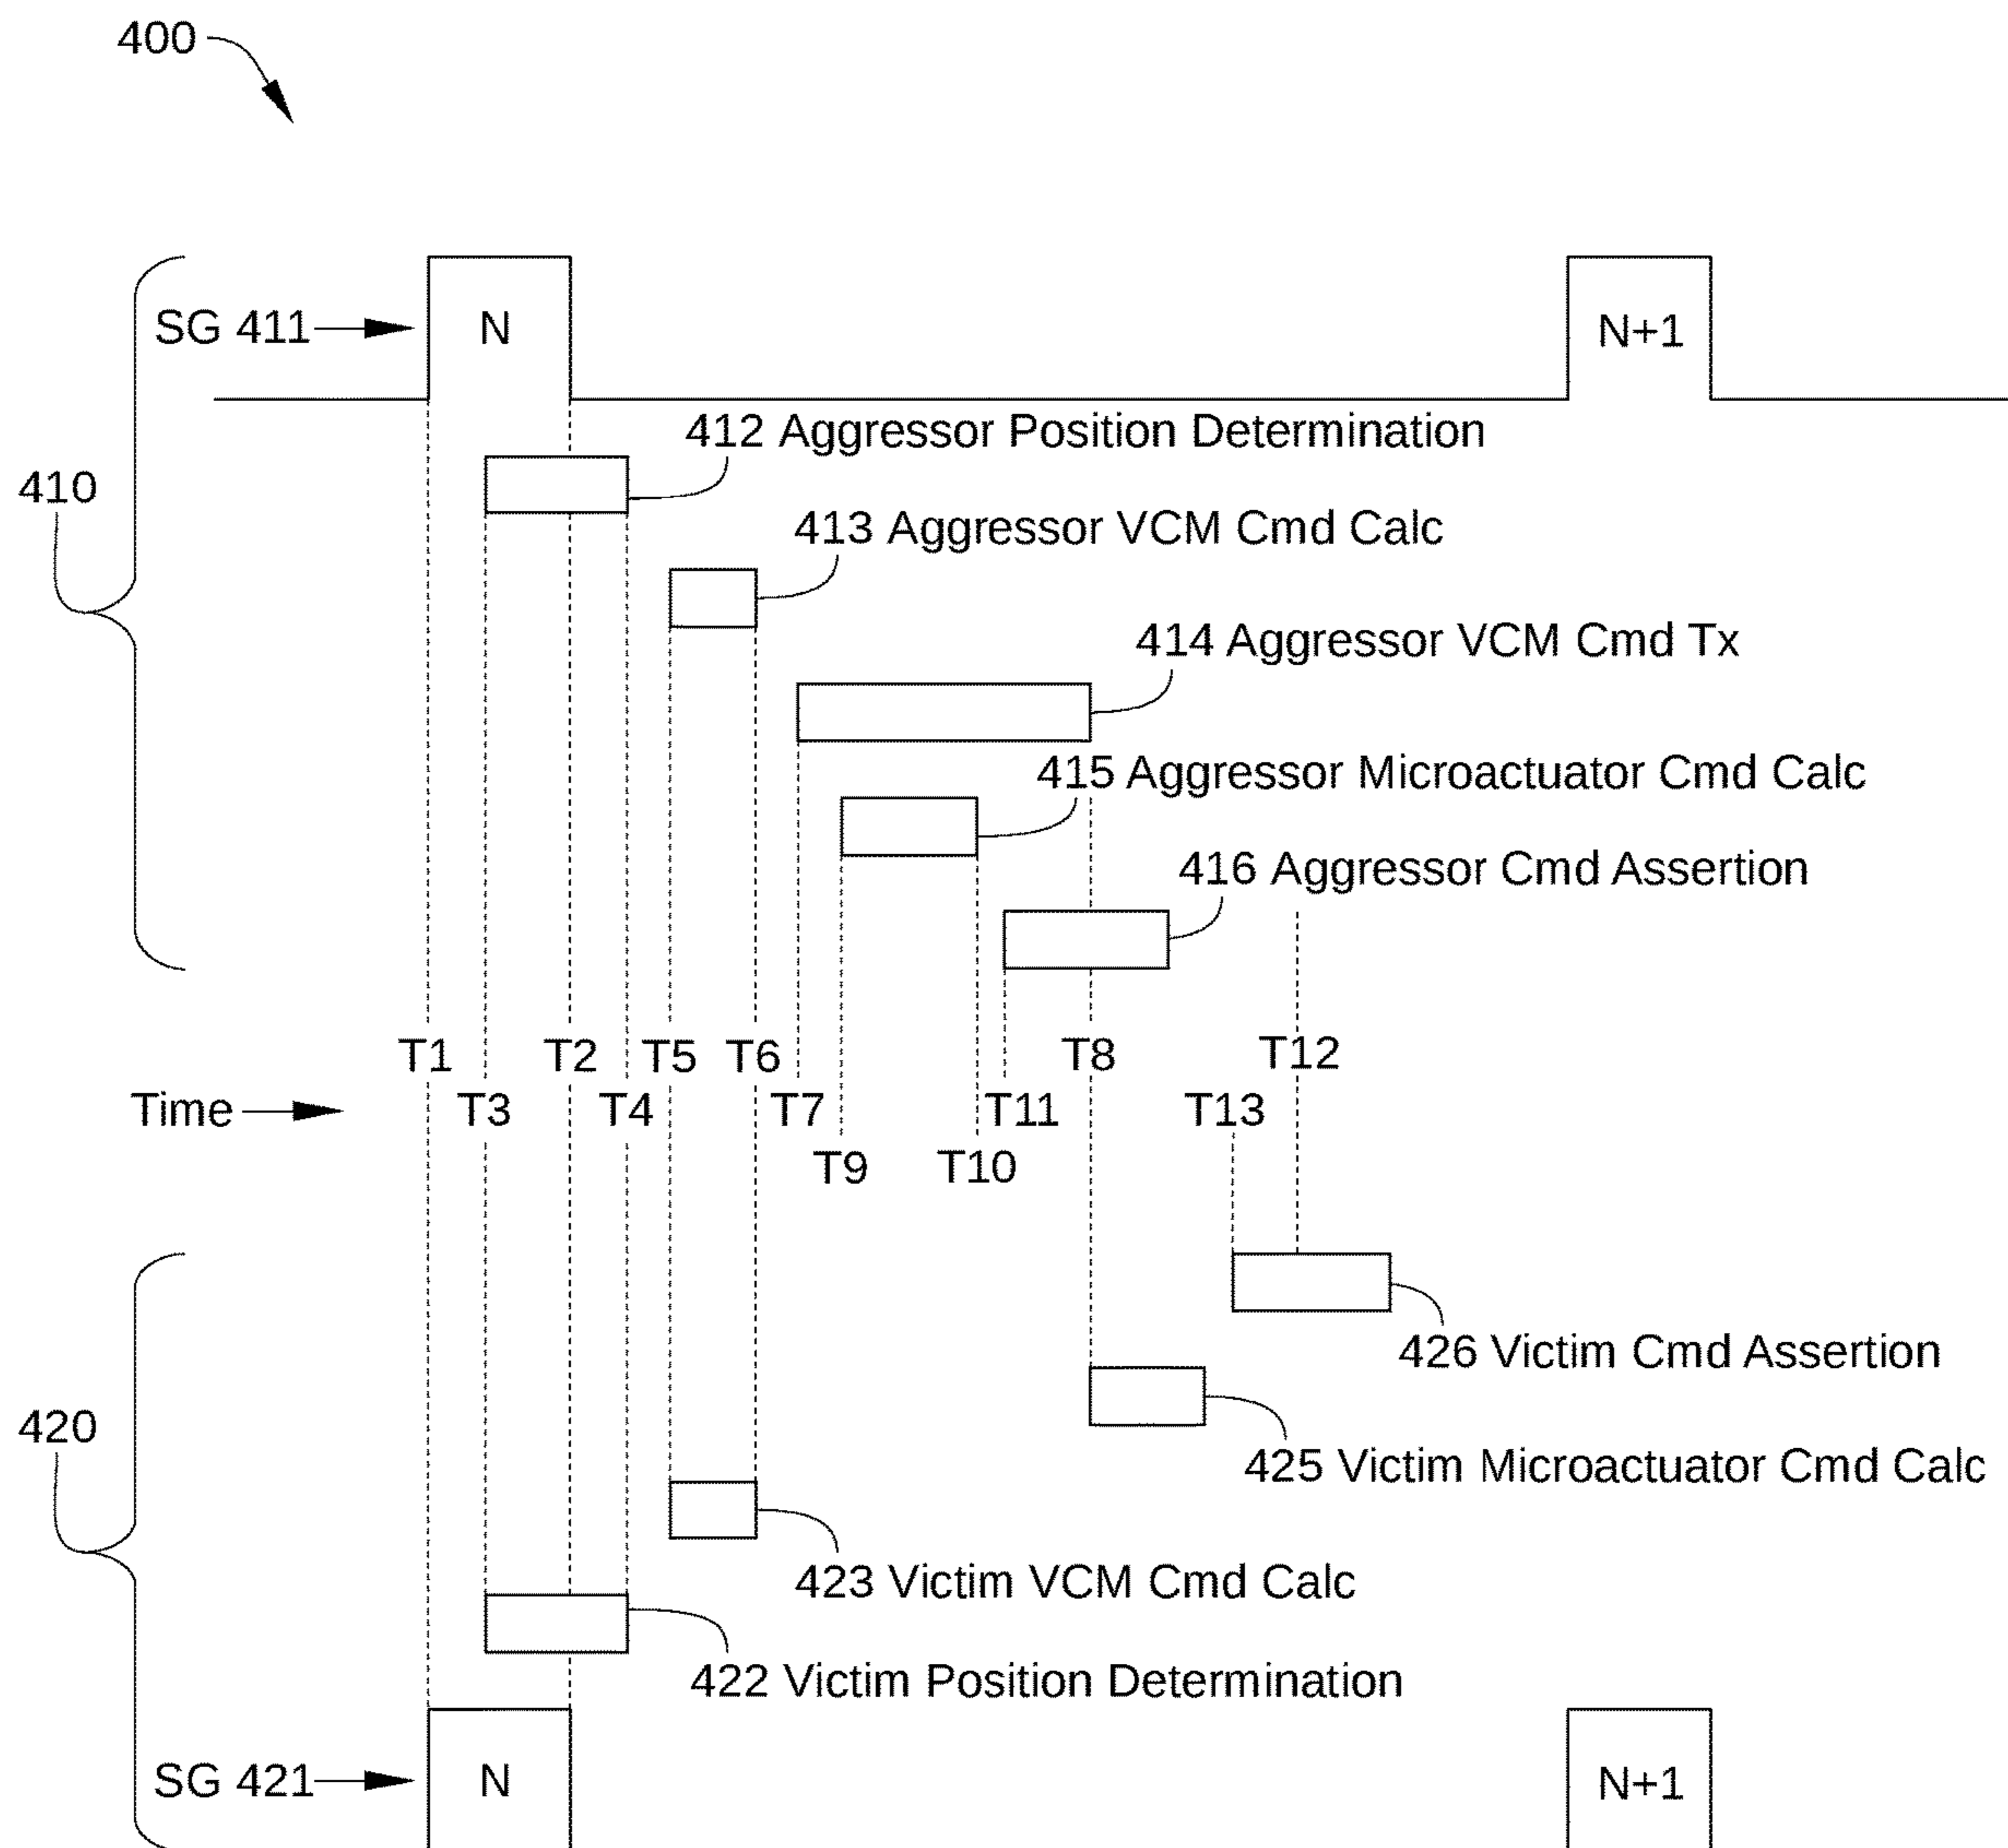 400
SG 411
N
N+1
412 Aggressor Position Determination
410
413 Aggressor VCM Cmd Calc
414 Aggressor VCM Cmd Tx
415 Aggressor Microactuator Cmd Calc
416 Aggressor Cmd Assertion
T1 T2 T5 T6 T8 T12
Time T3 T4 T7 T11 T13
T9 T10
426 Victim Cmd Assertion
420
425 Victim Microactuator Cmd Calc
423 Victim VCM Cmd Calc
422 Victim Position Determination
SG 421
N
N+1